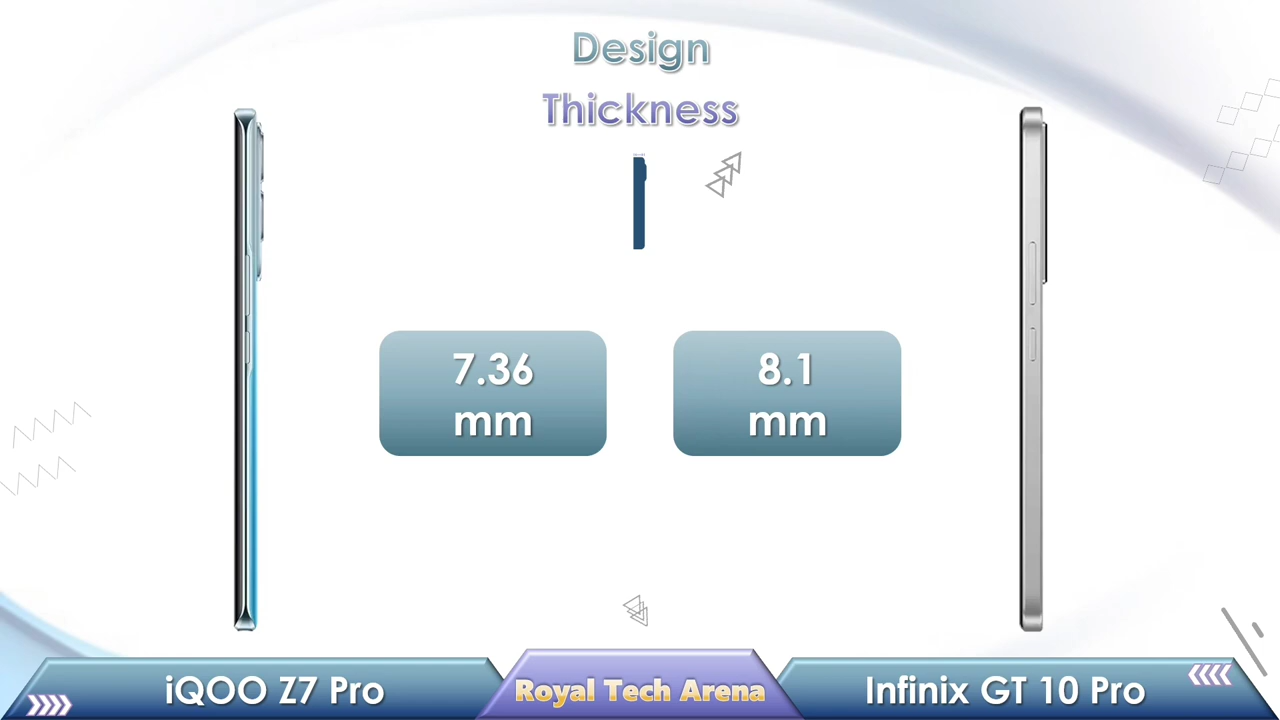 Design
Thickness
7.36
mm
8.1
mm
iQOO Z7 Pro
Royal Tech Arena
Infinix GT 10 Pro